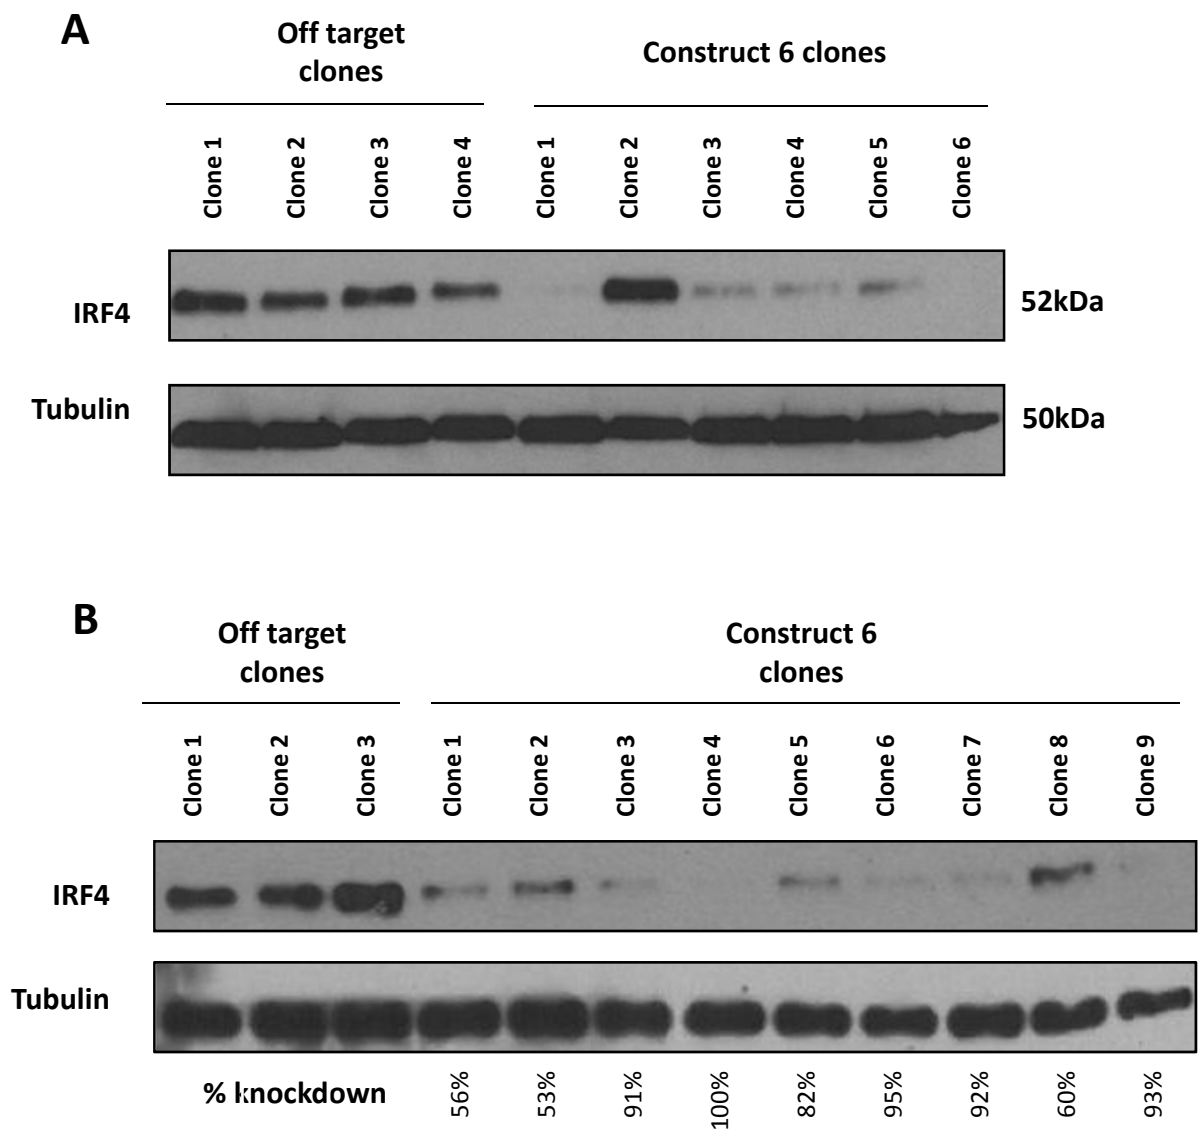 A
Off target
clones
Construct 6 clones
Clone 1
Clone 2
Clone 3
Clone 4
Clone 1
Clone 2
Clone 3
Clone 4
Clone 5
Clone 6
IRF4
52kDa
Tubulin
50kDa
B
Off target
clones
Construct 6
clones
Clone 1
Clone 2
Clone 3
Clone 1
Clone 2
Clone 3
Clone 4
Clone 5
Clone 6
Clone 7
Clone 8
Clone 9
IRF4
Tubulin
% knockdown
56%
53%
91%
100%
82%
95%
92%
60%
93%